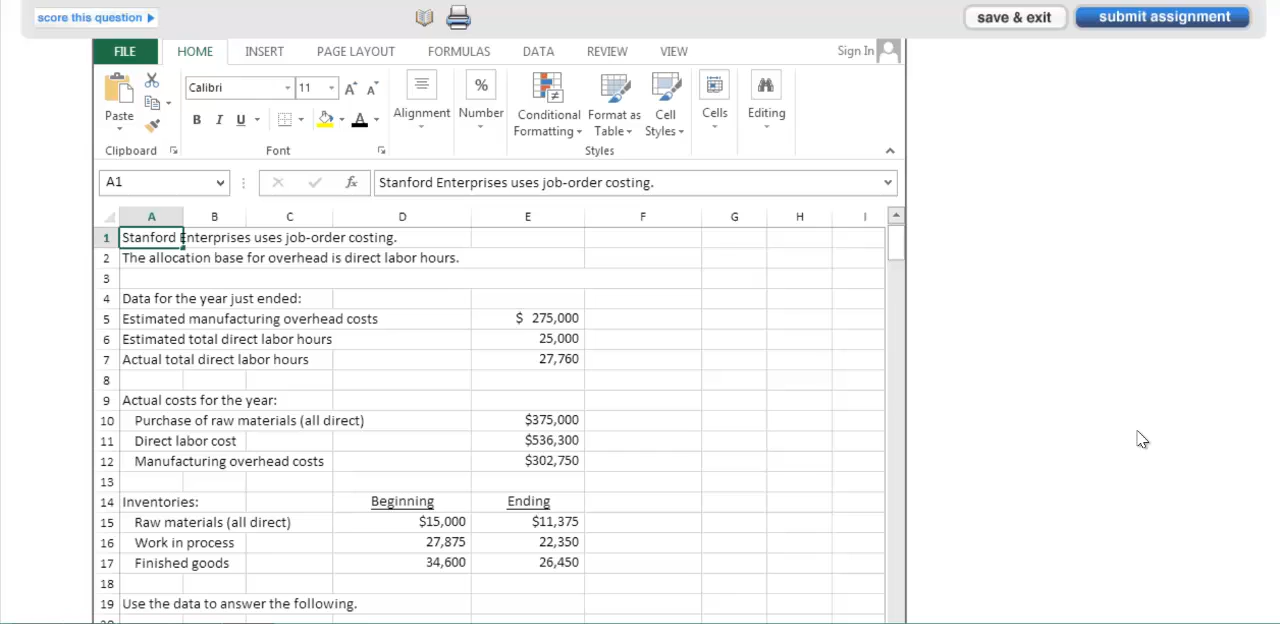 score this question
save & exit
submit assignment
FILE HOME INSERT PAGE LAYOUT FORMULAS DATA REVIEW VIEW Sign In
Calibri 11 A A
Paste B I U A Alignment % Number Conditional Formatting Format as Table Cell Styles Cells Editing
Clipboard Font Styles
A1 fx Stanford Enterprises uses job-order costing.
A B C D E F G H I
1 Stanford Enterprises uses job-order costing.
2 The allocation base for overhead is direct labor hours.
3
4 Data for the year just ended:
5 Estimated manufacturing overhead costs $ 275,000
6 Estimated total direct labor hours 25,000
7 Actual total direct labor hours 27,760
8
9 Actual costs for the year:
10 Purchase of raw materials (all direct) $375,000
11 Direct labor cost $536,300
12 Manufacturing overhead costs $302,750
13
14 Inventories: Beginning Ending
15 Raw materials (all direct) $15,000 $11,375
16 Work in process 27,875 22,350
17 Finished goods 34,600 26,450
18
19 Use the data to answer the following.